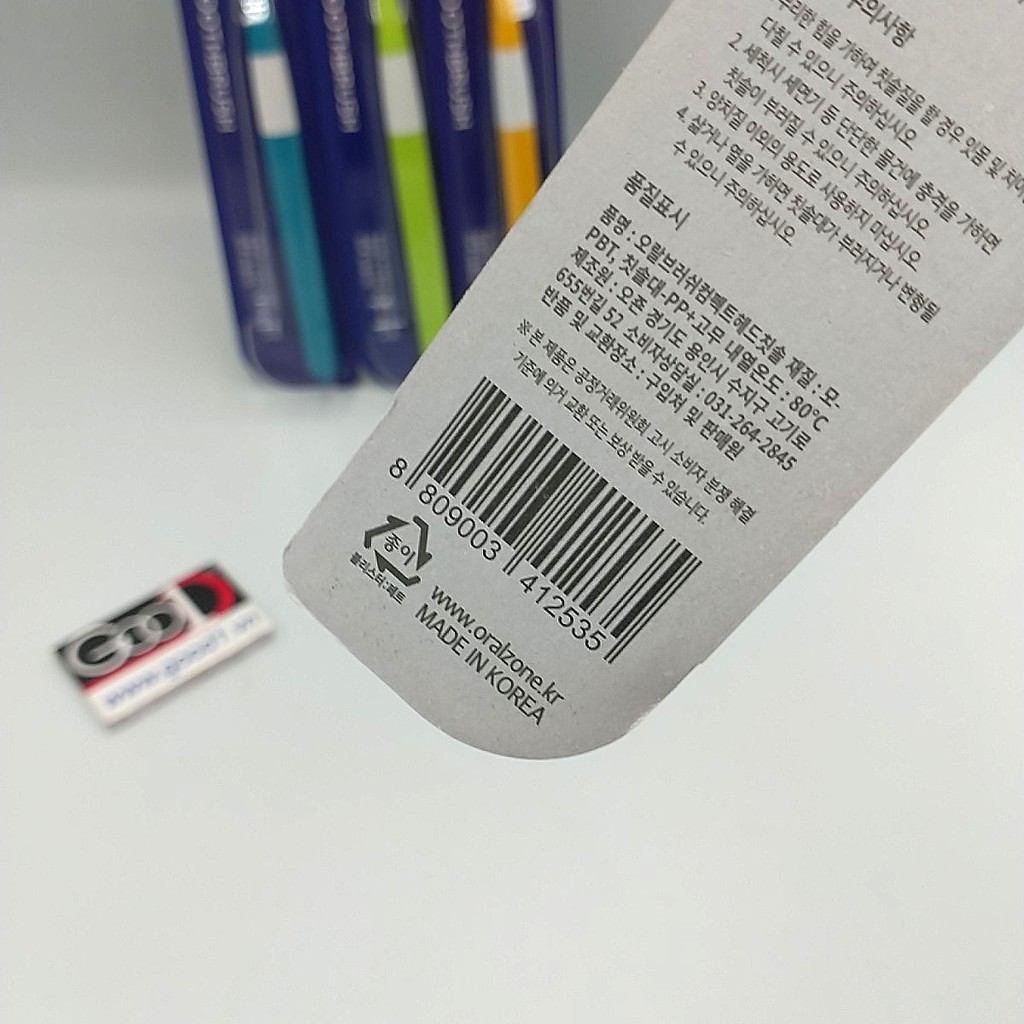 주의사항
무리한 힘을 가하여 칫솔질을 할 경우 잇몸 및 치아
다칠 수 있으니 주의하십시오
2. 세척시 세면기 등 단단한 물건에 충격을 가하면
칫솔이 부러질 수 있으니 주의하십시오
3. 양치질 이외의 용도로 사용하지 마십시오
4. 삶거나 열을 가하면 칫솔대가 부러지거나 변형될
수 있으니 주의하십시오
품질표시
품명 : 오랄브러쉬컴팩트헤드칫솔 재질 : 모-
PBT, 칫솔대-PP+고무 내열온도 : 80°C
제조원 : 오존 경기도 용인시 수지구 고기로
655번길 52 소비자상담실 : 031-264-2845
반품 및 교환장소 : 구입처 및 판매원
※ 본 제품은 공정거래위원회 고시 소비자 분쟁 해결
기준에 의거 교환 또는 보상 받을 수 있습니다.
8 809003 412535
종이
플라스틱:페트
www.oralzone.kr
MADE IN KOREA
GOOD